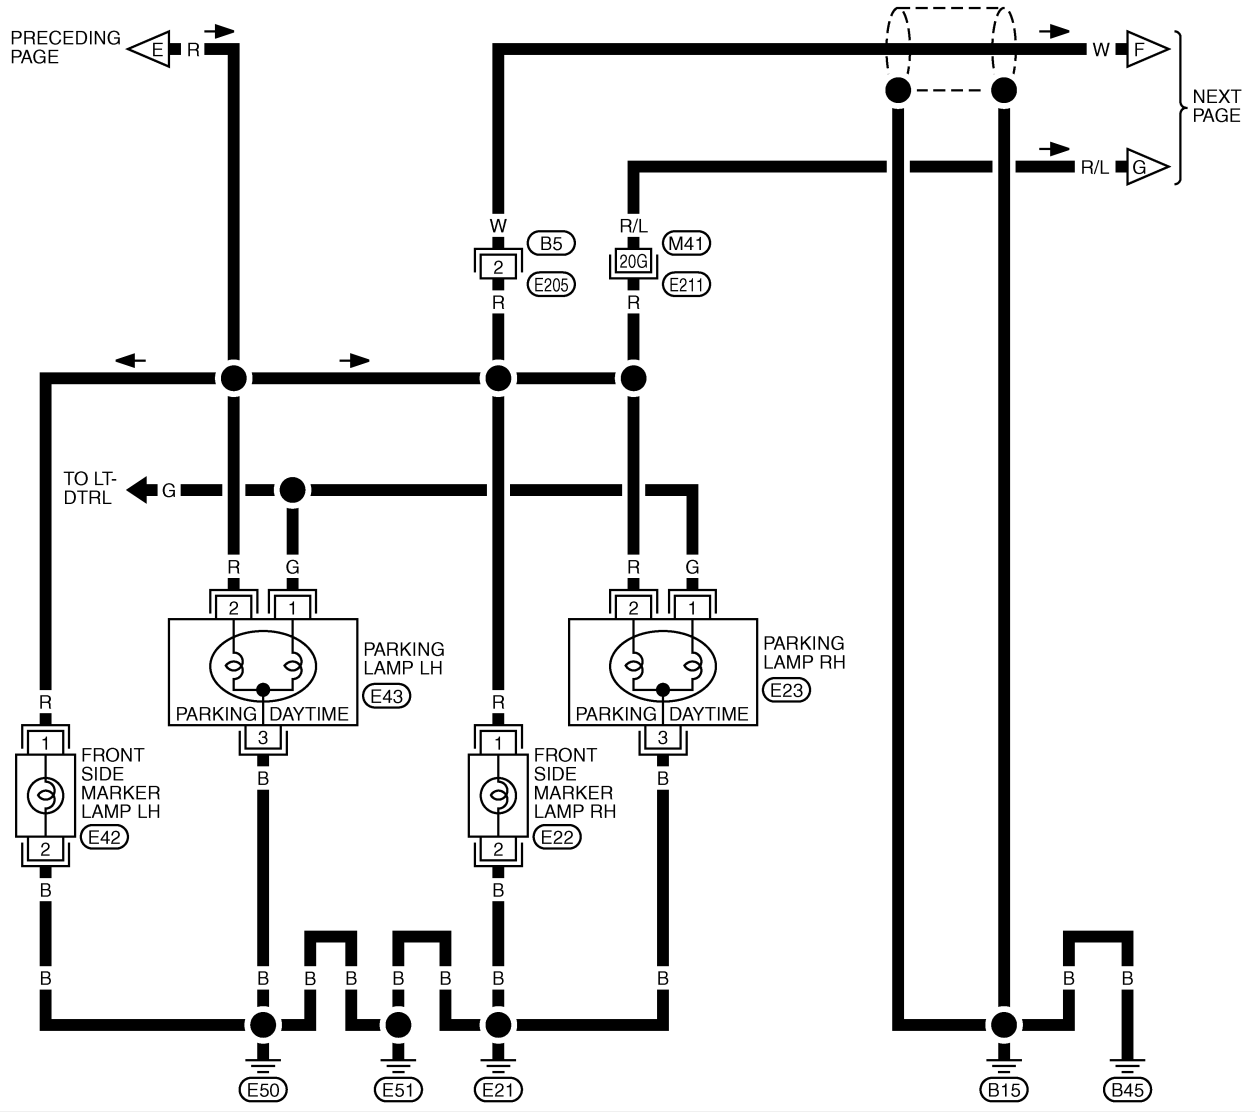 PRECEDING
PAGE
E
R
W
F
NEXT
PAGE
R/L
G
W
R/L
B5
M41
2
20G
E205
E211
R
R
TO LT-
DTRL
G
R
G
R
G
2
1
2
1
PARKING
LAMP LH
E43
PARKING
LAMP RH
E23
PARKING
DAYTIME
PARKING
DAYTIME
R
R
3
3
1
1
FRONT
SIDE
MARKER
LAMP LH
E42
FRONT
SIDE
MARKER
LAMP RH
E22
B
B
2
2
B
B
B
B
B
B
B
B
B
B
B
B
E50
E51
E21
B15
B45